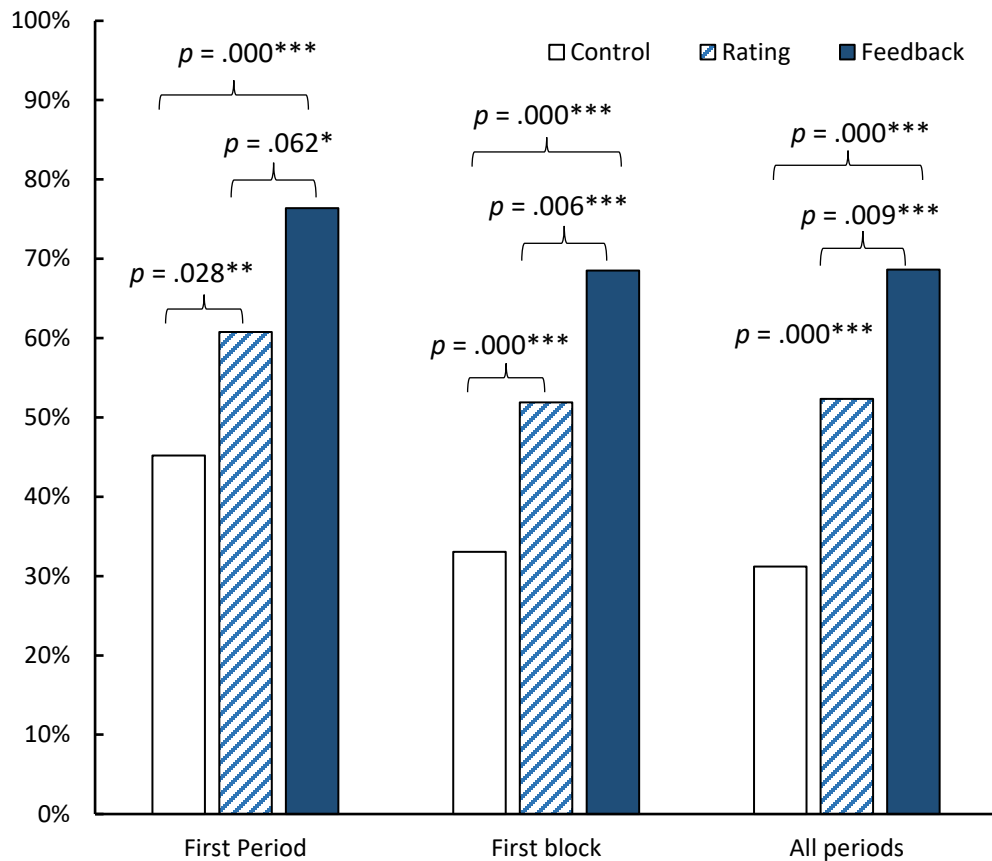 100%
90%
80%
70%
60%
50%
40%
30%
20%
10%
0%
Control Rating Feedback
p = .000***
p = .062*
p = .028**
p = .000***
p = .006***
p = .000***
p = .000***
p = .009***
p = .000***
First Period First block All periods